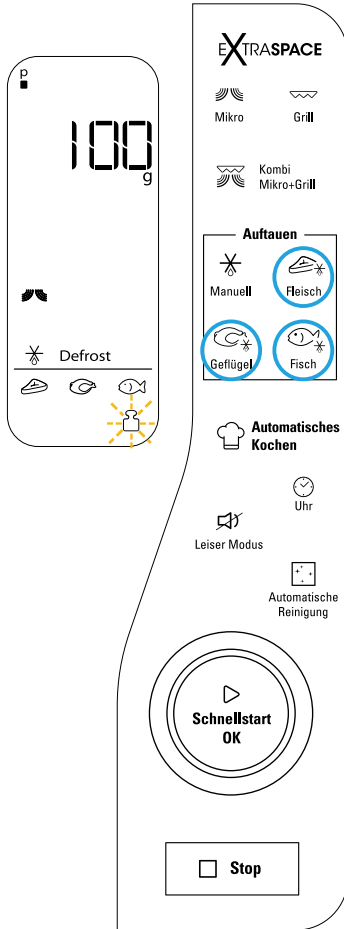 p
100
g
Defrost
EXTRASPACE
Mikro
Grill
Kombi
Mikro+Grill
Auftauen
Manuell
Fleisch
Geflügel
Fisch
Automatisches
Kochen
Uhr
Leiser Modus
Automatische
Reinigung
Schnellstart
OK
Stop